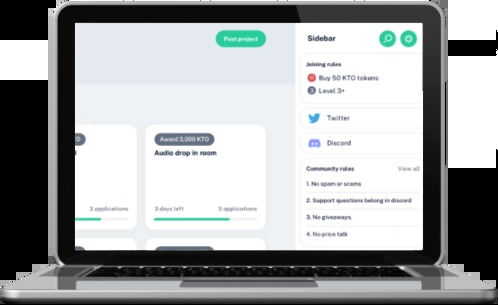 Post project
KTO
3 applications
Award 3,000 KTO
Audio drop in room
3 days left
3 applications
Sidebar
Joining rules
Buy 50 KTO tokens
3
Level 3+
Twitter
Discord
Community rules
View all
1. No spam or scams
2. Support questions belong in discord
3. No giveaways.
4. No price talk